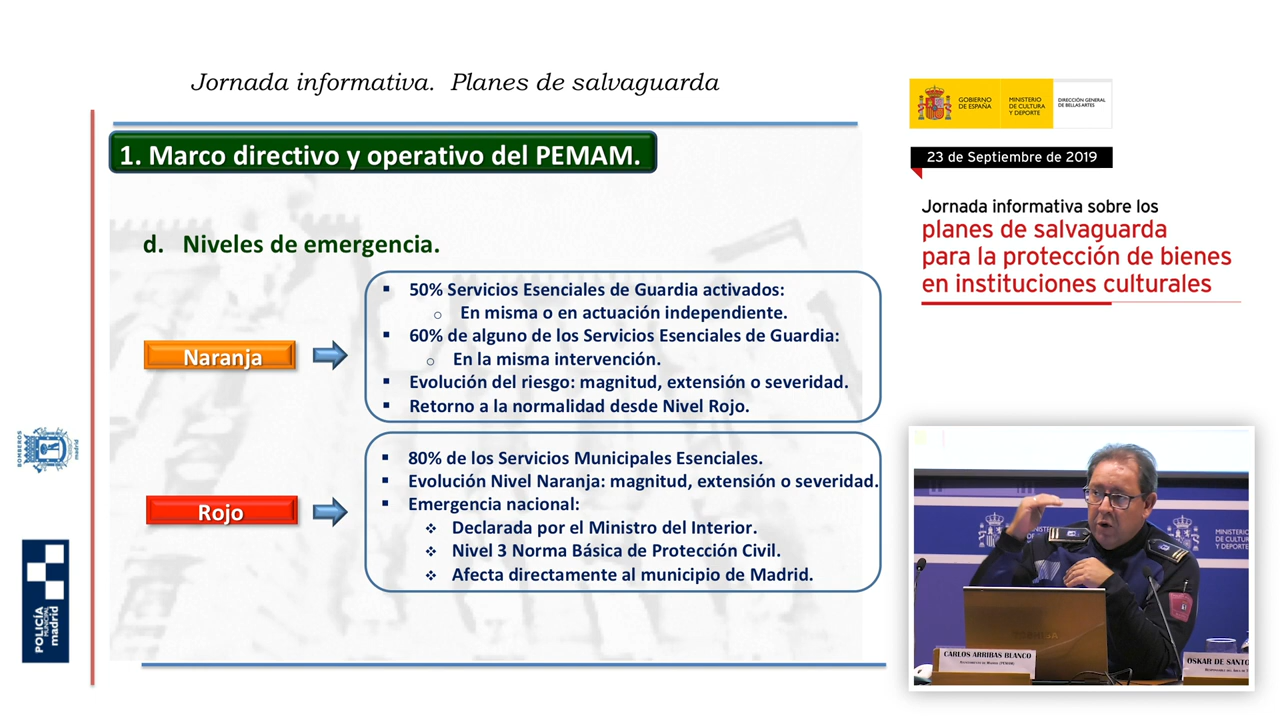 Jornada informativa. Planes de salvaguarda
1. Marco directivo y operativo del PEMAM.
d. Niveles de emergencia.
Naranja
50% Servicios Esenciales de Guardia activados:
En misma o en actuación independiente.
60% de alguno de los Servicios Esenciales de Guardia:
En la misma intervención.
Evolución del riesgo: magnitud, extensión o severidad.
Retorno a la normalidad desde Nivel Rojo.
Rojo
80% de los Servicios Municipales Esenciales.
Evolución Nivel Naranja: magnitud, extensión o severidad.
Emergencia nacional:
Declarada por el Ministro del Interior.
Nivel 3 Norma Básica de Protección Civil.
Afecta directamente al municipio de Madrid.
BOMBEROS
madrid
POLICÍA
MUNICIPAL
madrid
GOBIERNO
DE ESPAÑA
MINISTERIO
DE CULTURA
Y DEPORTE
DIRECCIÓN GENERAL
DE BELLAS ARTES
23 de Septiembre de 2019
Jornada informativa sobre los
planes de salvaguarda
para la protección de bienes
en instituciones culturales
CARLOS ARRIBAS BLANCO
OSKAR DE SANTO